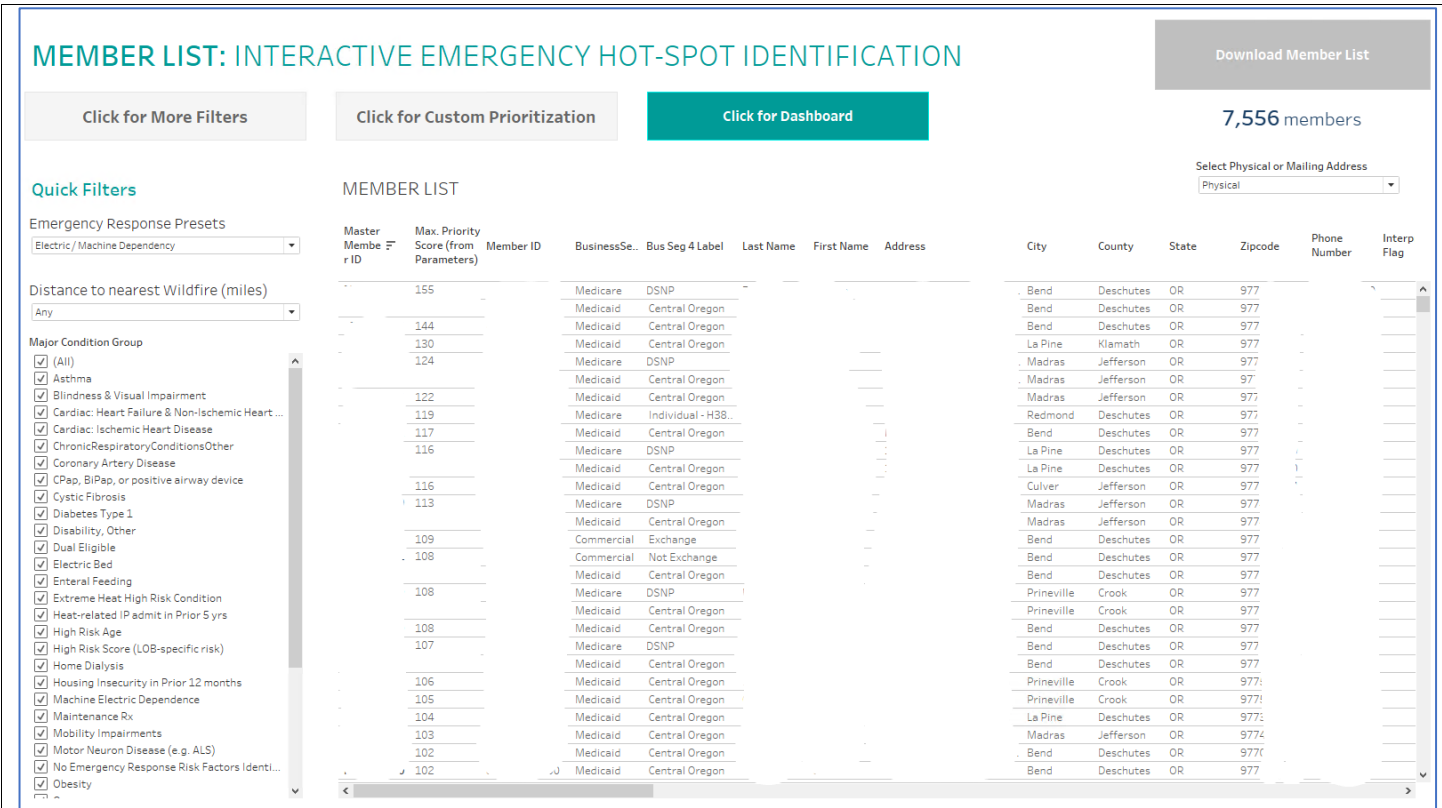 MEMBER LIST: INTERACTIVE EMERGENCY HOT-SPOT IDENTIFICATION
Download Member List
Click for More Filters
Click for Custom Prioritization
Click for Dashboard
7,556 members
Select Physical or Mailing Address
Physical
Quick Filters
MEMBER LIST
Emergency Response Presets
Electric / Machine Dependency
Distance to nearest Wildfire (miles)
Any
Major Condition Group
(All)
Asthma
Blindness & Visual Impairment
Cardiac: Heart Failure & Non-Ischemic Heart ...
Cardiac: Ischemic Heart Disease
ChronicRespiratoryConditionsOther
Coronary Artery Disease
CPap, BiPap, or positive airway device
Cystic Fibrosis
Diabetes Type 1
Disability, Other
Dual Eligible
Electric Bed
Enteral Feeding
Extreme Heat High Risk Condition
Heat-related IP admit in Prior 5 yrs
High Risk Age
High Risk Score (LOB-specific risk)
Home Dialysis
Housing Insecurity in Prior 12 months
Machine Electric Dependence
Maintenance Rx
Mobility Impairments
Motor Neuron Disease (e.g. ALS)
No Emergency Response Risk Factors Identi...
Obesity
Master Membe r ID Max. Priority Score (from Parameters) Member ID BusinessSe.. Bus Seg 4 Label Last Name First Name Address City County State Zipcode Phone Number Interp Flag
155 Medicare DSNP Bend Deschutes OR 977
Medicaid Central Oregon Bend Deschutes OR 977
144 Medicaid Central Oregon Bend Deschutes OR 977
130 Medicaid Central Oregon La Pine Klamath OR 977
124 Medicare DSNP Madras Jefferson OR 977
Medicaid Central Oregon Madras Jefferson OR 97
122 Medicaid Central Oregon Madras Jefferson OR 977
119 Medicare Individual - H38.. Redmond Deschutes OR 977
117 Medicaid Central Oregon Bend Deschutes OR 977
116 Medicare DSNP La Pine Deschutes OR 977
Medicaid Central Oregon La Pine Deschutes OR 977
116 Medicaid Central Oregon Culver Jefferson OR 977
113 Medicare DSNP Madras Jefferson OR 977
Medicaid Central Oregon Madras Jefferson OR 977
109 Commercial Exchange Bend Deschutes OR 977
108 Commercial Not Exchange Bend Deschutes OR 977
Medicaid Central Oregon Bend Deschutes OR 977
108 Medicare DSNP Prineville Crook OR 977
Medicaid Central Oregon Prineville Crook OR 977
108 Medicaid Central Oregon Bend Deschutes OR 977
107 Medicare DSNP Bend Deschutes OR 977
Medicaid Central Oregon Bend Deschutes OR 977
106 Medicaid Central Oregon Prineville Crook OR 977
105 Medicaid Central Oregon Prineville Crook OR 977
104 Medicaid Central Oregon La Pine Deschutes OR 977
103 Medicaid Central Oregon Madras Jefferson OR 9774
102 Medicaid Central Oregon Bend Deschutes OR 977
102 Medicaid Central Oregon Bend Deschutes OR 977